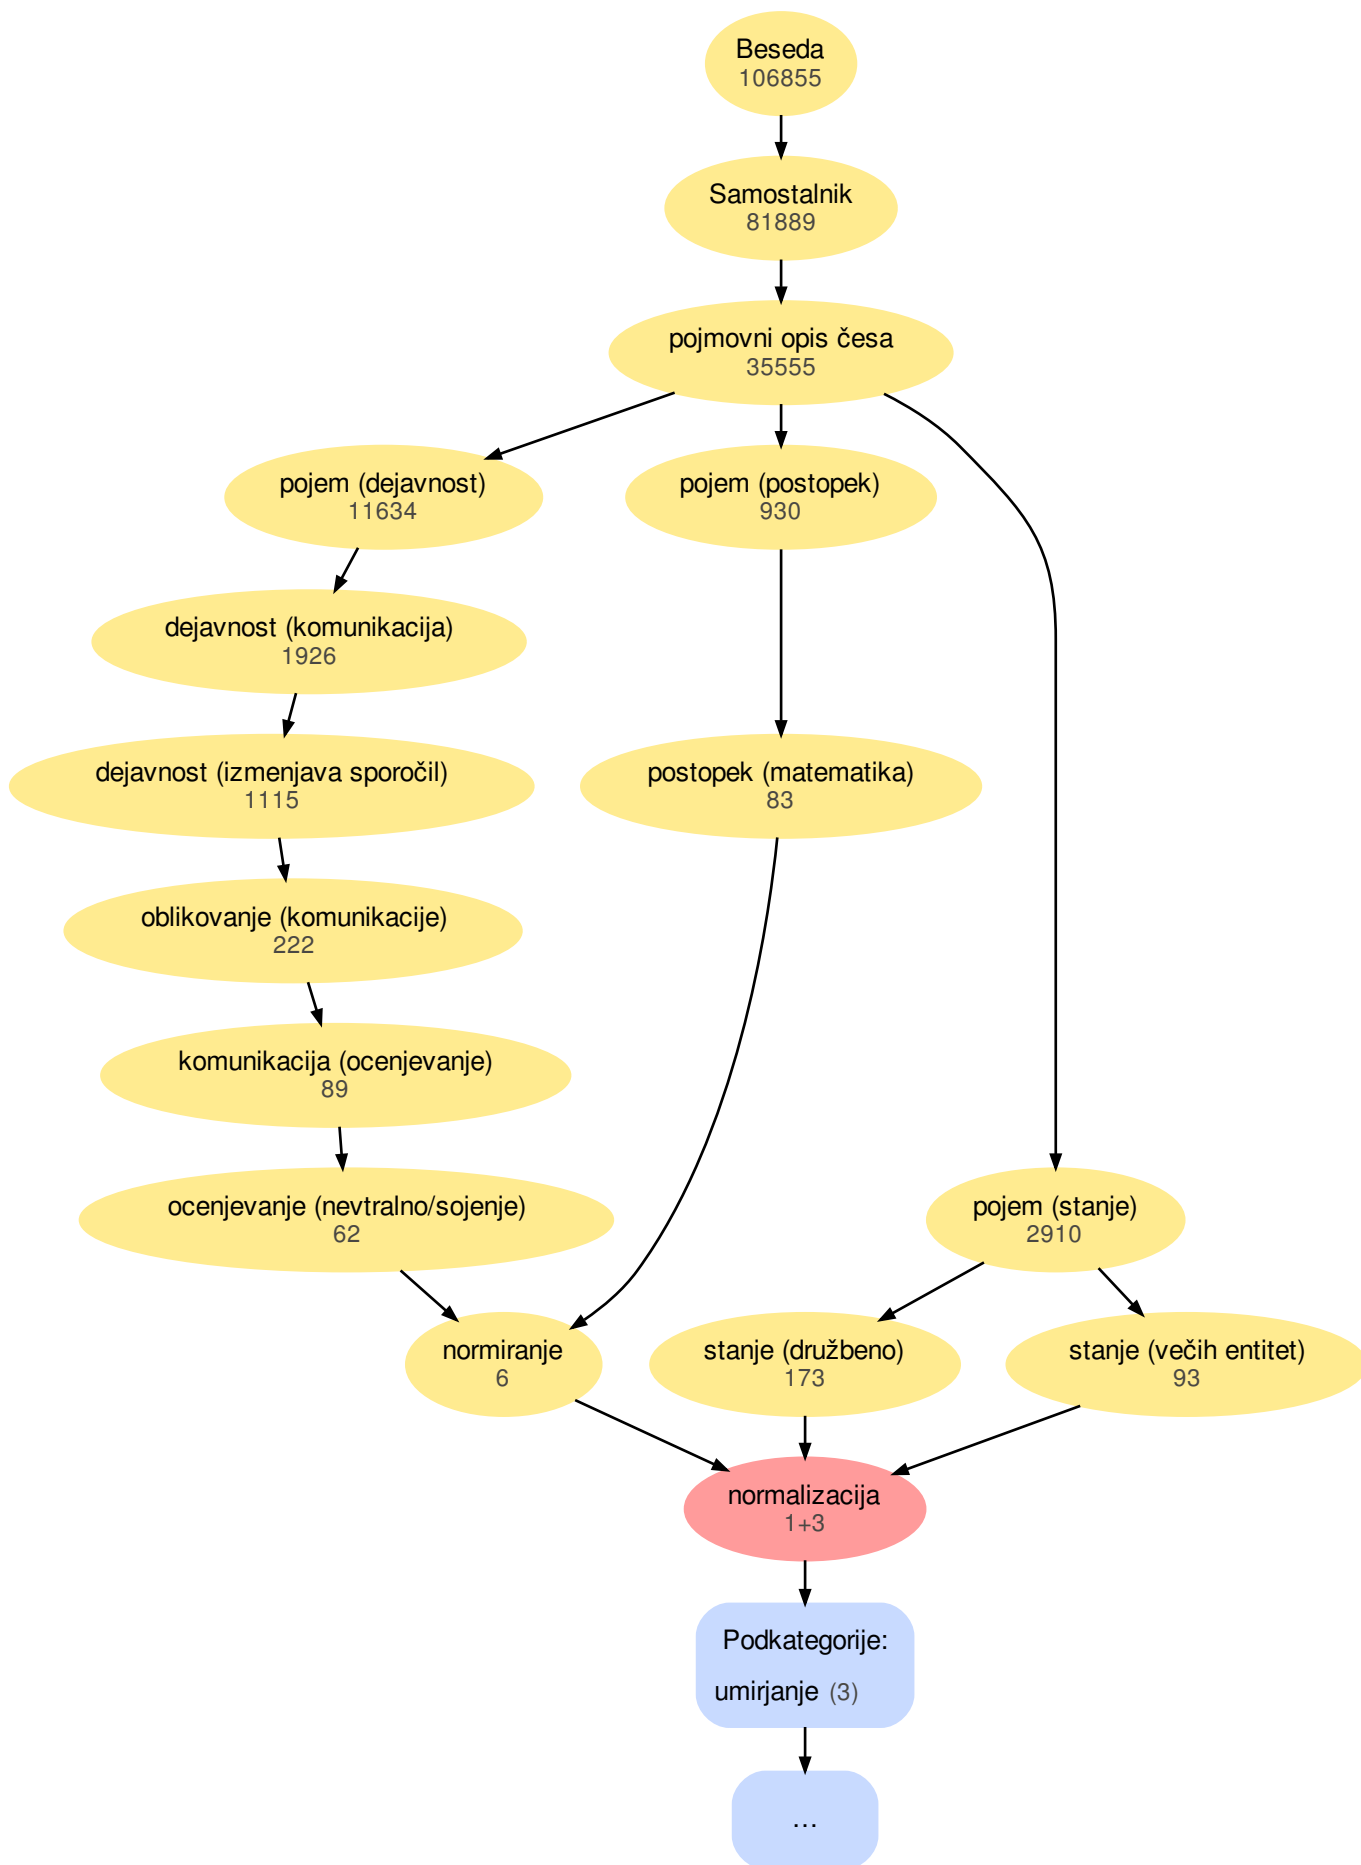 Beseda
106855
Samostalnik
81889
pojmovni opis česa
35555
pojem (dejavnost)
11634
pojem (postopek)
930
dejavnost (komunikacija)
1926
dejavnost (izmenjava sporočil)
1115
postopek (matematika)
83
oblikovanje (komunikacije)
222
komunikacija (ocenjevanje)
89
ocenjevanje (nevtralno/sojenje)
62
pojem (stanje)
2910
normiranje
6
stanje (družbeno)
173
stanje (večih entitet)
93
normalizacija
1+3
Podkategorije:
umirjanje (3)
…